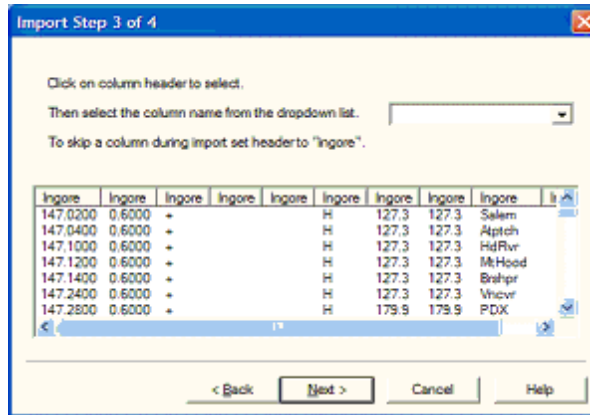 Import Step 3 of 4
Click on column header to select.
Then select the column name from the dropdown list.
To skip a column during import set header to "Ingore".
Ingore Ingore Ingore Ingore Ingore Ingore Ingore Ingore Ingore
147.0200 0.6000 + H 127.3 127.3 Salem
147.0400 0.6000 + H 127.3 127.3 Atptch
147.1000 0.6000 + H 127.3 127.3 HdRvr
147.1200 0.6000 + H 127.3 127.3 MtHood
147.1400 0.6000 + H 127.3 127.3 Brshpr
147.2400 0.6000 + H 127.3 127.3 Vncvr
147.2800 0.6000 + H 179.9 179.9 PDX
< Back Next > Cancel Help